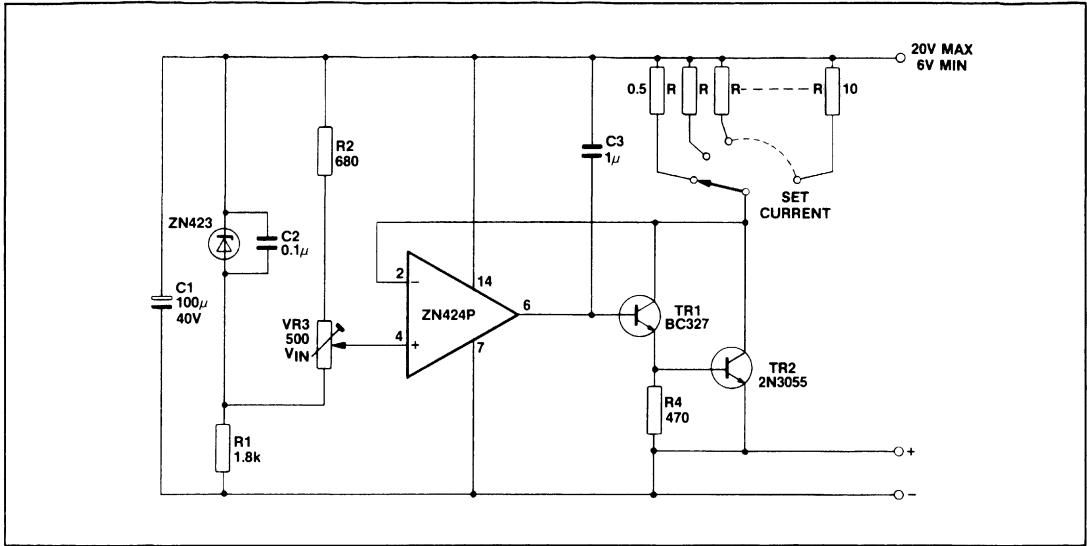 20V MAX
6V MIN
0.5 R R R R 10
R2
680
C3
1μ
SET
CURRENT
ZN423
C2
0.1μ
C1
100μ
40V
VR3
500
VIN
2 −
4 +
ZN424P
14
7
6
TR1
BC327
TR2
2N3055
R4
470
R1
1.8k
+
−